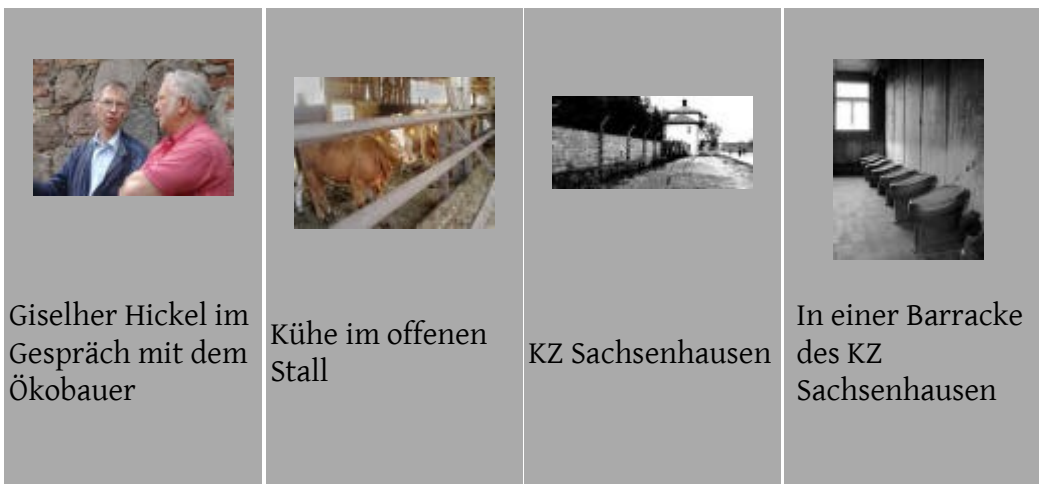 Giselher Hickel im
Gespräch mit dem
Ökobauer
Kühe im offenen
Stall
KZ Sachsenhausen
In einer Barracke
des KZ
Sachsenhausen